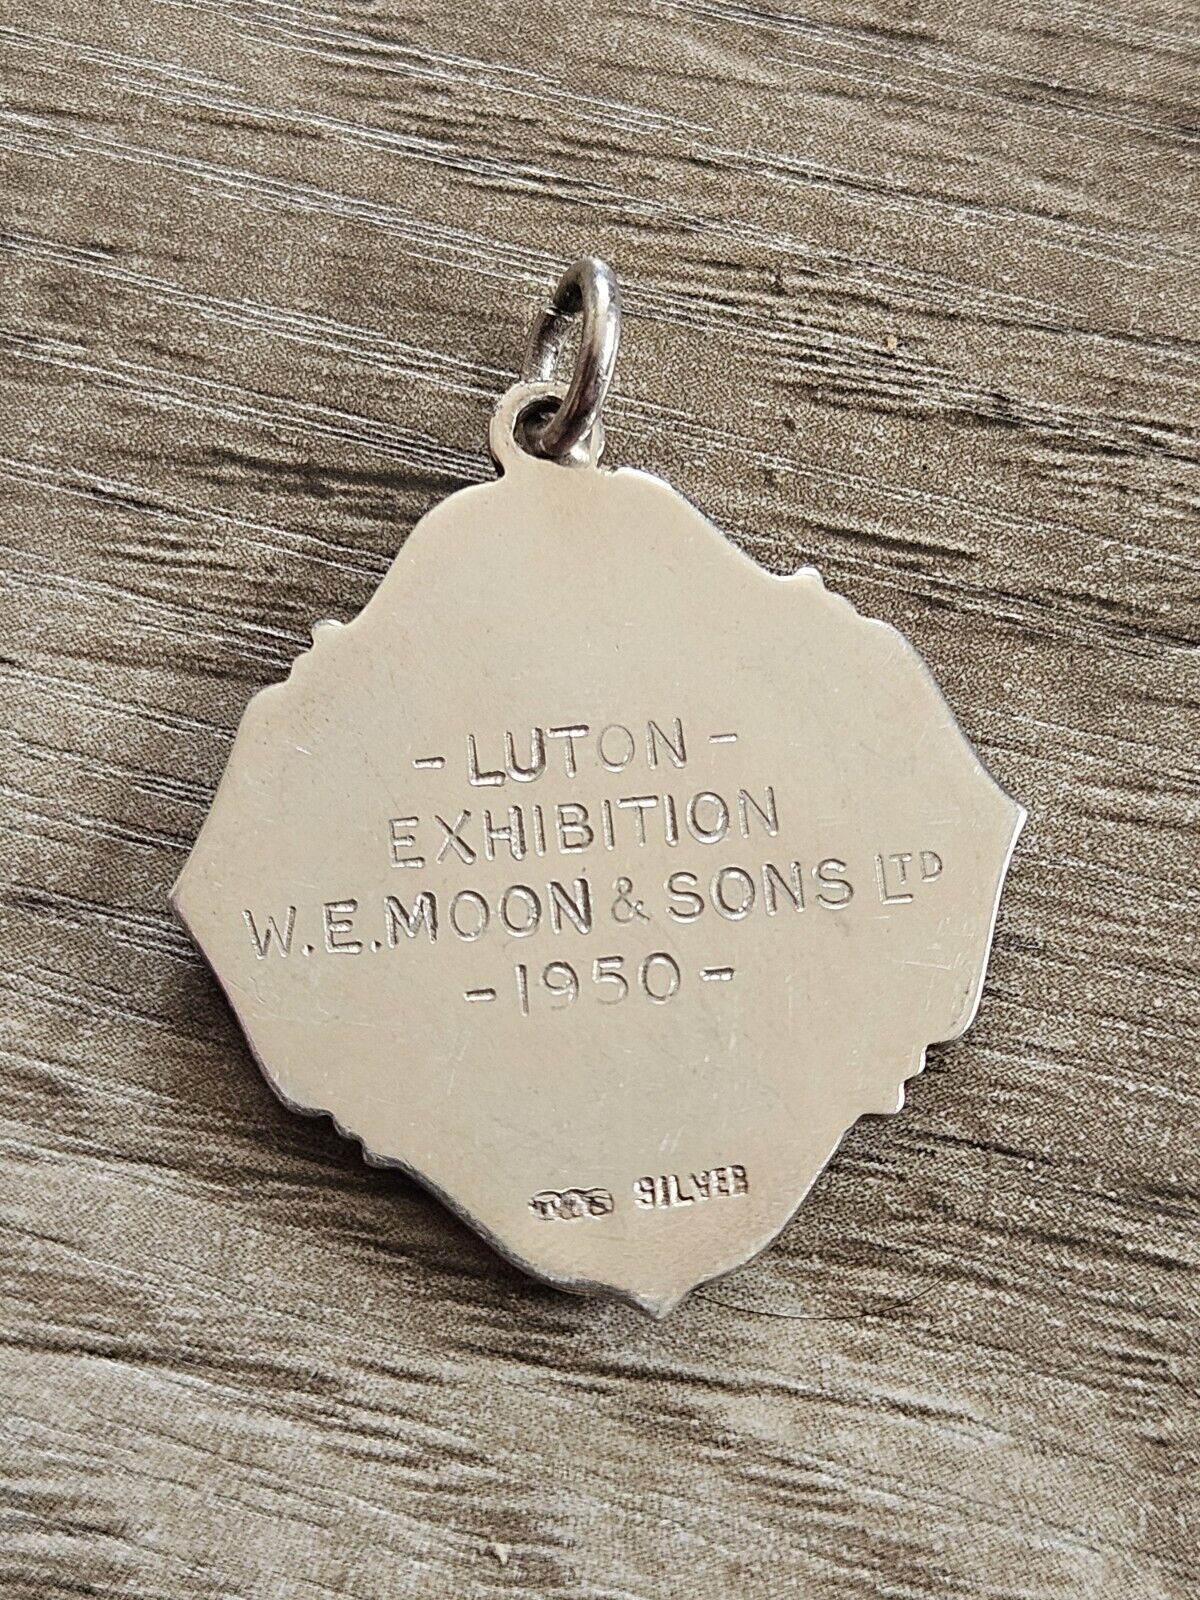 - LUTON -
EXHIBITION
W.E.MOON & SONS LTD
- 1950 -
SILVER